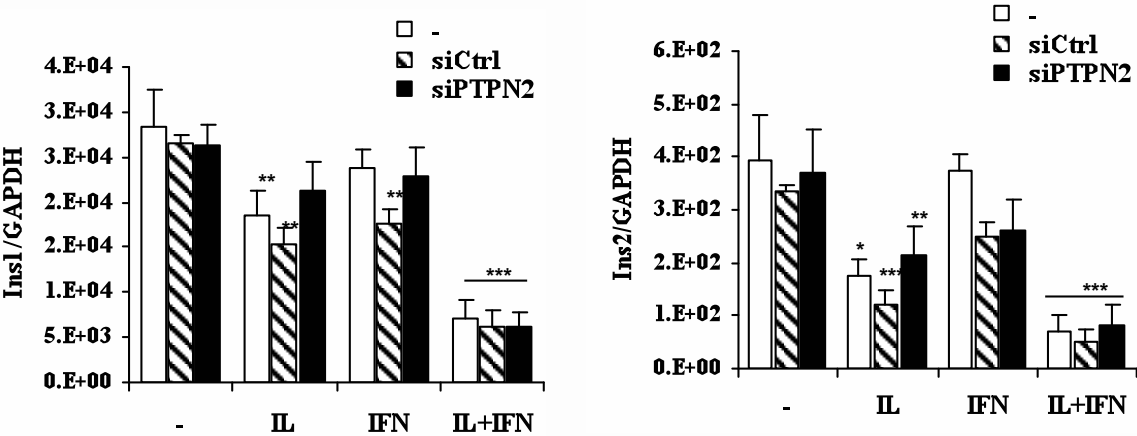 -
siCtrl
siPTPN2
Ins1/GAPDH
4.E+04
3.E+04
3.E+04
2.E+04
2.E+04
1.E+04
5.E+03
0.E+00
**
**
**
***
- IL IFN IL+IFN
-
siCtrl
siPTPN2
Ins2/GAPDH
6.E+02
5.E+02
4.E+02
3.E+02
2.E+02
1.E+02
0.E+00
*
***
**
***
- IL IFN IL+IFN